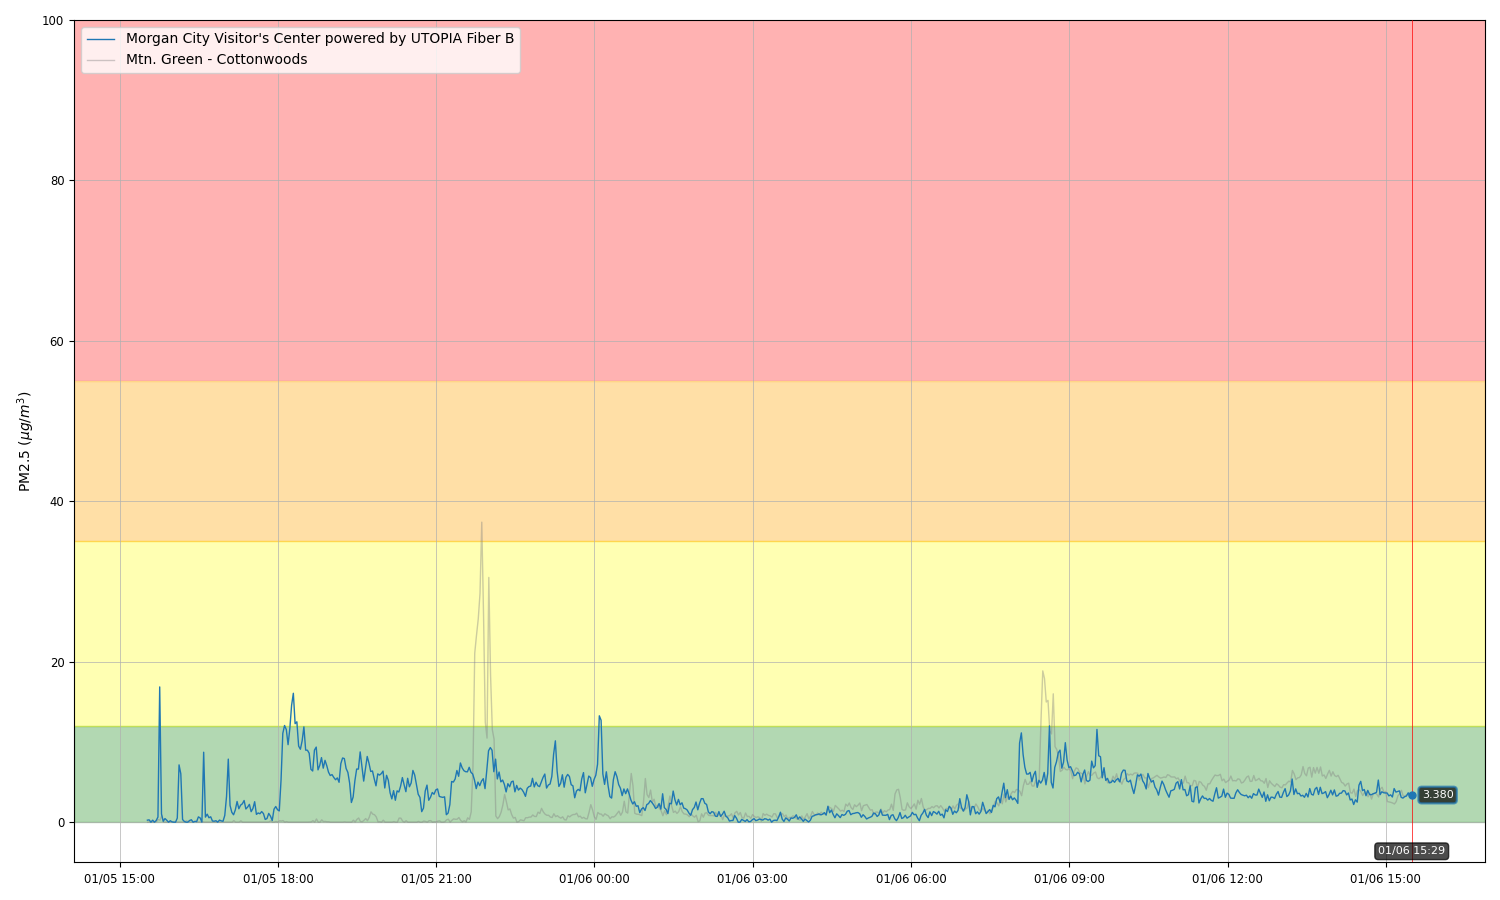 100
80
60
40
20
0
PM2.5 (μg/m³)
Morgan City Visitor's Center powered by UTOPIA Fiber B
Mtn. Green - Cottonwoods
3.380
01/06 15:29
01/05 15:00 01/05 18:00 01/05 21:00 01/06 00:00 01/06 03:00 01/06 06:00 01/06 09:00 01/06 12:00 01/06 15:00